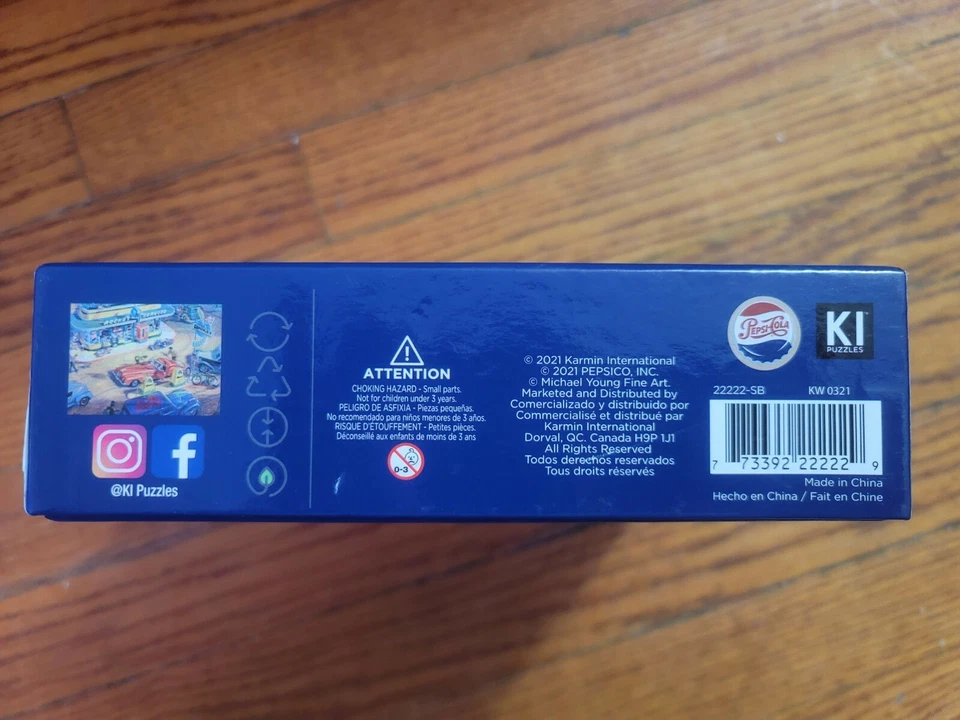 @KI Puzzles
ATTENTION
CHOKING HAZARD - Small parts.
Not for children under 3 years.
PELIGRO DE ASFIXIA - Piezas pequeñas.
No recomendado para niños menores de 3 años.
RISQUE D'ÉTOUFFEMENT - Petites pièces.
Déconseillé aux enfants de moins de 3 ans
0-3
© 2021 Karmin International
© 2021 PEPSICO, INC.
© Michael Young Fine Art.
Marketed and Distributed by
Comercializado y distribuido por
Commercialisé et distribué par
Karmin International
Dorval, QC. Canada H9P 1J1
All Rights Reserved
Todos derechos reservados
Tous droits réservés
PEPSI-COLA
KI
PUZZLES
22222-SB KW 0321
7 73392 22222 9
Made in China
Hecho en China / Fait en Chine